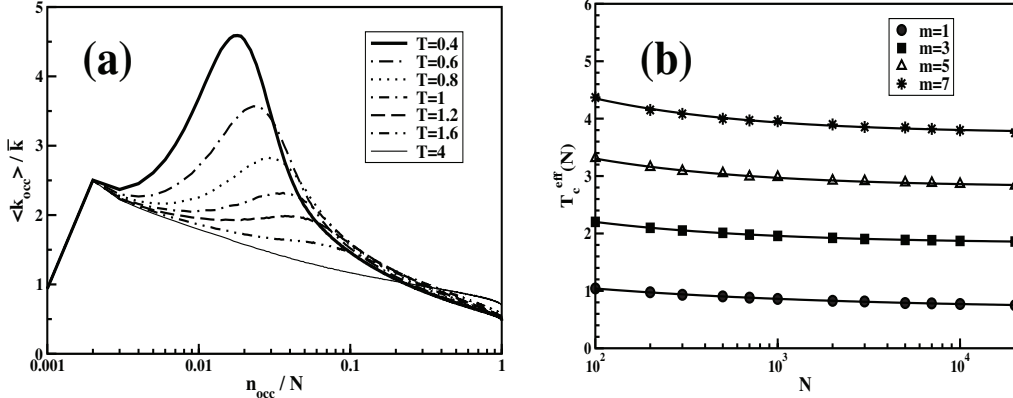 (a)
<k_occ> / k̅
5
4
3
2
1
0
0.001
0.01
0.1
1
n_occ / N
T=0.4
T=0.6
T=0.8
T=1
T=1.2
T=1.6
T=4
(b)
T_c^eff(N)
6
5
4
3
2
1
0
10^2
10^3
10^4
N
m=1
m=3
m=5
m=7